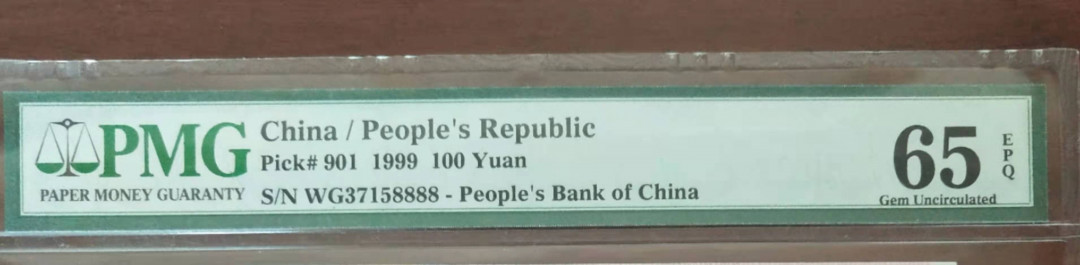 PMG
PAPER MONEY GUARANTY
China / People's Republic
Pick# 901 1999 100 Yuan
S/N WG37158888 - People's Bank of China
65
EPQ
Gem Uncirculated